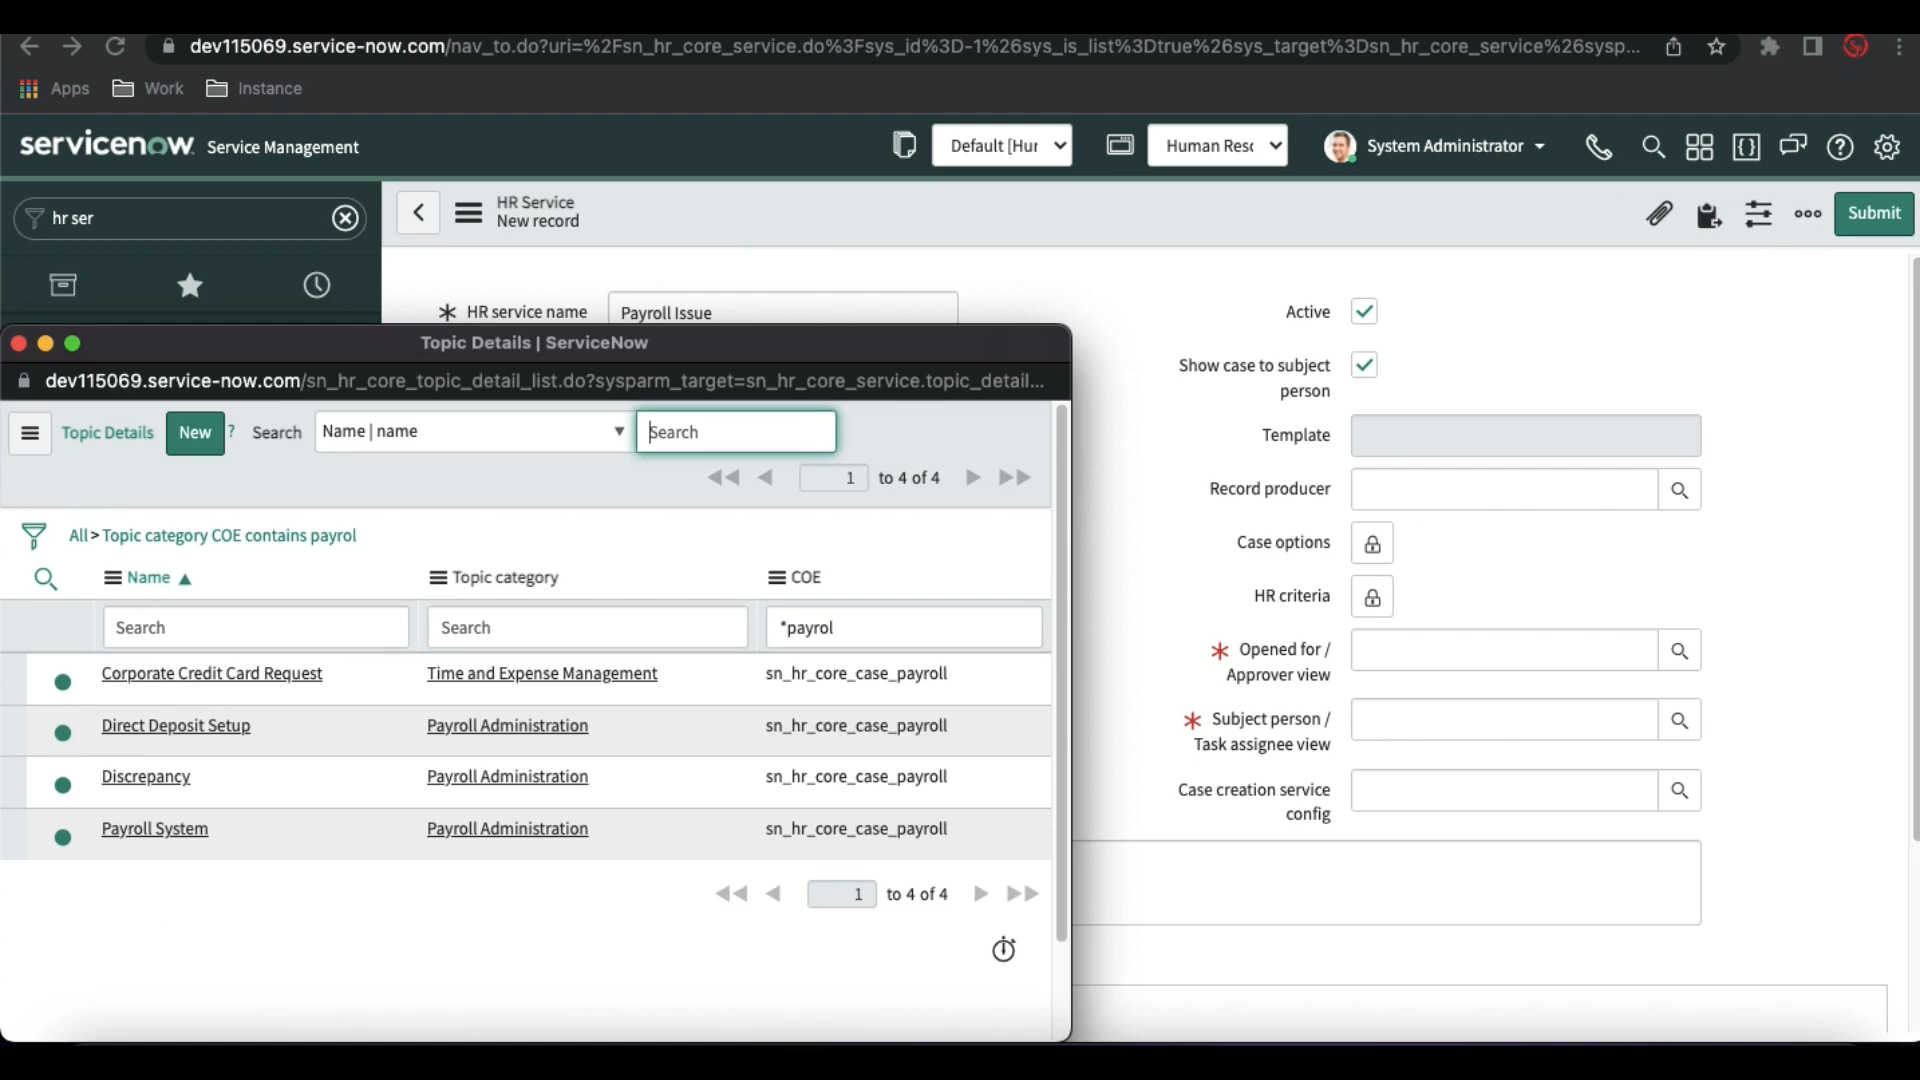 dev115069.service-now.com/nav_to.do?uri=%2Fsn_hr_core_service.do%3Fsys_id%3D-1%26sys_is_list%3Dtrue%26sys_target%3Dsn_hr_core_service%26sysp...
Apps
Work
Instance
servicenow. Service Management
Default [Hur
Human Resc
System Administrator
hr ser
HR Service
New record
Submit
* HR service name
Payroll Issue
Active
Show case to subject
person
Template
Record producer
Case options
HR criteria
* Opened for /
Approver view
* Subject person /
Task assignee view
Case creation service
config
Topic Details | ServiceNow
dev115069.service-now.com/sn_hr_core_topic_detail_list.do?sysparm_target=sn_hr_core_service.topic_detail...
Topic Details
New
?
Search
Name | name
Search
1 to 4 of 4
All > Topic category COE contains payrol
Name ▲ Topic category COE
Search Search *payrol
Corporate Credit Card Request Time and Expense Management sn_hr_core_case_payroll
Direct Deposit Setup Payroll Administration sn_hr_core_case_payroll
Discrepancy Payroll Administration sn_hr_core_case_payroll
Payroll System Payroll Administration sn_hr_core_case_payroll
1 to 4 of 4